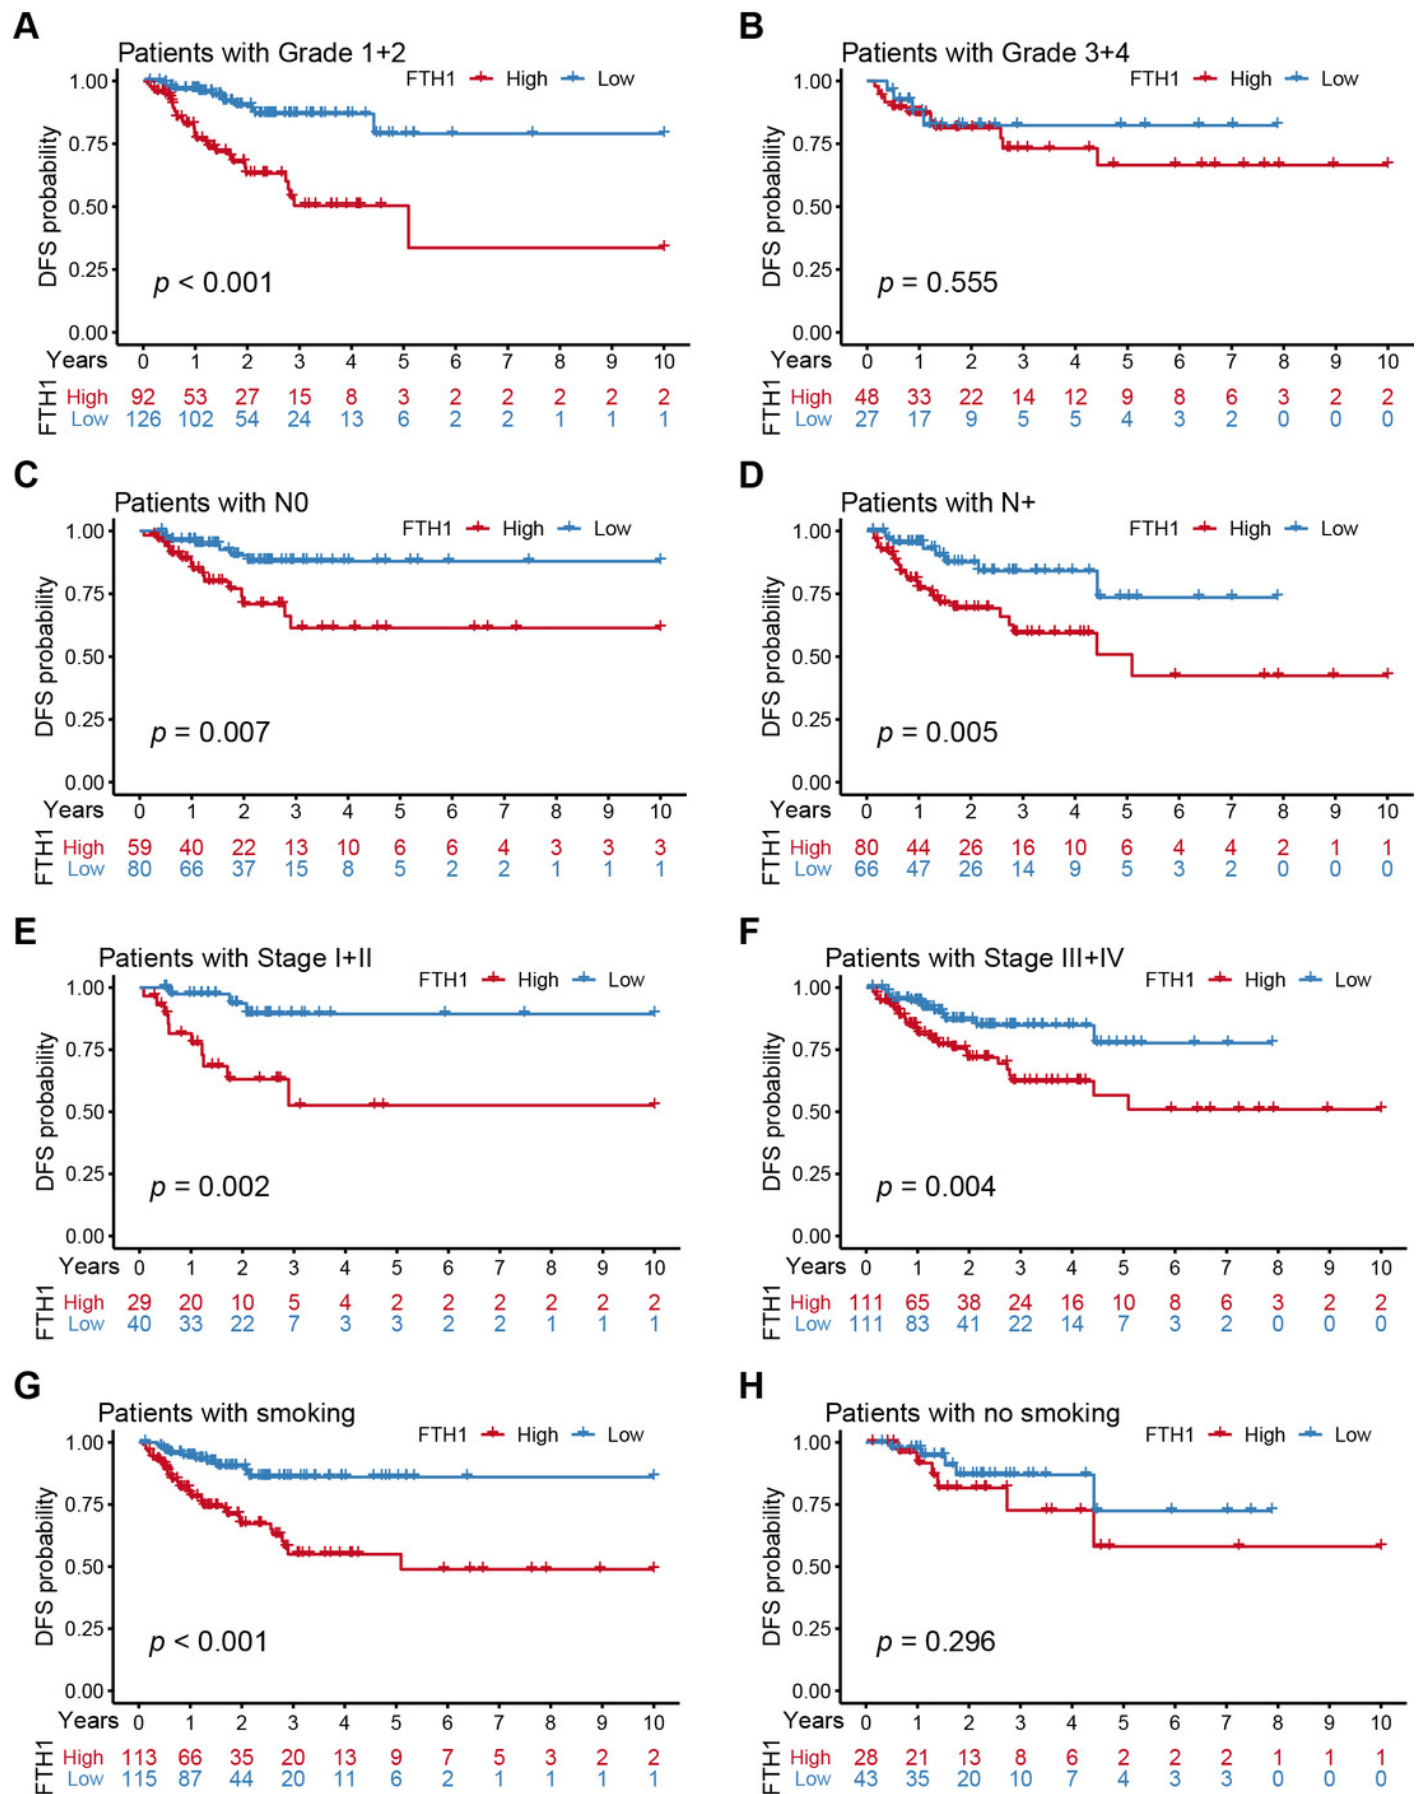 A
Patients with Grade 1+2
FTH1 High Low
DFS probability
1.00
0.75
0.50
0.25
0.00
p < 0.001
Years 0 1 2 3 4 5 6 7 8 9 10
FTH1
High 92 53 27 15 8 3 2 2 2 2 2
Low 126 102 54 24 13 6 2 2 1 1 1
B
Patients with Grade 3+4
FTH1 High Low
DFS probability
1.00
0.75
0.50
0.25
0.00
p = 0.555
0 1 2 3 4 5 6 7 8 9 10
FTH1
High 48 33 22 14 12 9 8 6 3 2 2
Low 27 17 9 5 5 4 3 2 0 0 0
C
Patients with N0
FTH1 High Low
DFS probability
1.00
0.75
0.50
0.25
0.00
p = 0.007
Years 0 1 2 3 4 5 6 7 8 9 10
FTH1
High 59 40 22 13 10 6 6 4 3 3 3
Low 80 66 37 15 8 5 2 2 1 1 1
D
Patients with N+
FTH1 High Low
DFS probability
1.00
0.75
0.50
0.25
0.00
p = 0.005
0 1 2 3 4 5 6 7 8 9 10
FTH1
High 80 44 26 16 10 6 4 4 2 1 1
Low 66 47 26 14 9 5 3 2 0 0 0
E
Patients with Stage I+II
FTH1 High Low
DFS probability
1.00
0.75
0.50
0.25
0.00
p = 0.002
Years 0 1 2 3 4 5 6 7 8 9 10
FTH1
High 29 20 10 5 4 2 2 2 2 2 2
Low 40 33 22 7 3 3 2 2 1 1 1
F
Patients with Stage III+IV
FTH1 High Low
DFS probability
1.00
0.75
0.50
0.25
0.00
p = 0.004
0 1 2 3 4 5 6 7 8 9 10
FTH1
High 111 65 38 24 16 10 8 6 3 2 2
Low 111 83 41 22 14 7 3 2 0 0 0
G
Patients with smoking
FTH1 High Low
DFS probability
1.00
0.75
0.50
0.25
0.00
p < 0.001
Years 0 1 2 3 4 5 6 7 8 9 10
FTH1
High 113 66 35 20 13 9 7 5 3 2 2
Low 115 87 44 20 11 6 2 1 1 1 1
H
Patients with no smoking
FTH1 High Low
DFS probability
1.00
0.75
0.50
0.25
0.00
p = 0.296
0 1 2 3 4 5 6 7 8 9 10
FTH1
High 28 21 13 8 6 2 2 2 1 1 1
Low 43 35 20 10 7 4 3 3 0 0 0